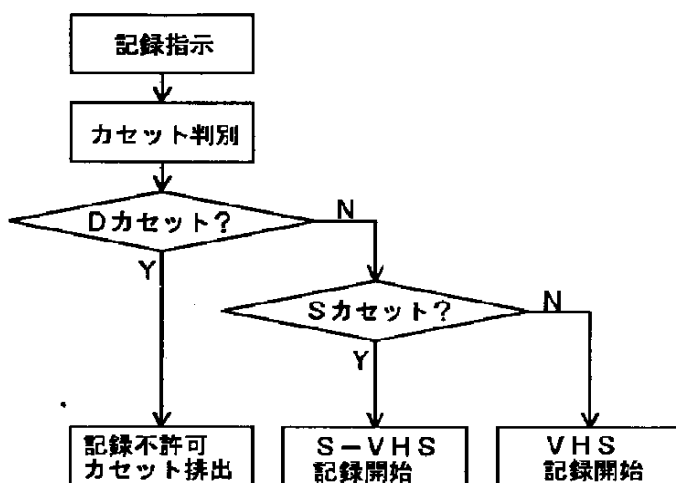 記録指示
カセット判別
Dカセット?
N
Y
Sカセット?
N
Y
記録不許可
カセット排出
S-VHS
記録開始
VHS
記録開始